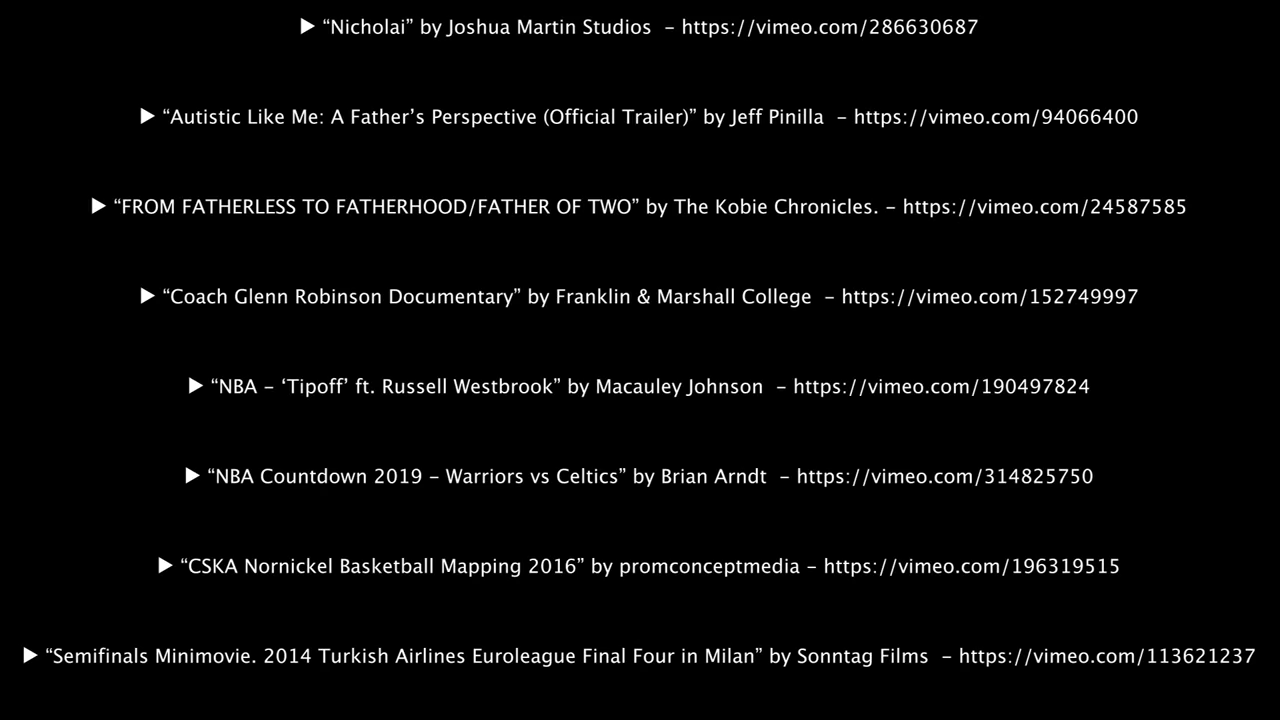 ▶ “Nicholai” by Joshua Martin Studios – https://vimeo.com/286630687
▶ “Autistic Like Me: A Father’s Perspective (Official Trailer)” by Jeff Pinilla – https://vimeo.com/94066400
▶ “FROM FATHERLESS TO FATHERHOOD/FATHER OF TWO” by The Kobie Chronicles. – https://vimeo.com/24587585
▶ “Coach Glenn Robinson Documentary” by Franklin & Marshall College – https://vimeo.com/152749997
▶ “NBA – ‘Tipoff’ ft. Russell Westbrook” by Macauley Johnson – https://vimeo.com/190497824
▶ “NBA Countdown 2019 – Warriors vs Celtics” by Brian Arndt – https://vimeo.com/314825750
▶ “CSKA Nornickel Basketball Mapping 2016” by promconceptmedia – https://vimeo.com/196319515
▶ “Semifinals Minimovie. 2014 Turkish Airlines Euroleague Final Four in Milan” by Sonntag Films – https://vimeo.com/113621237